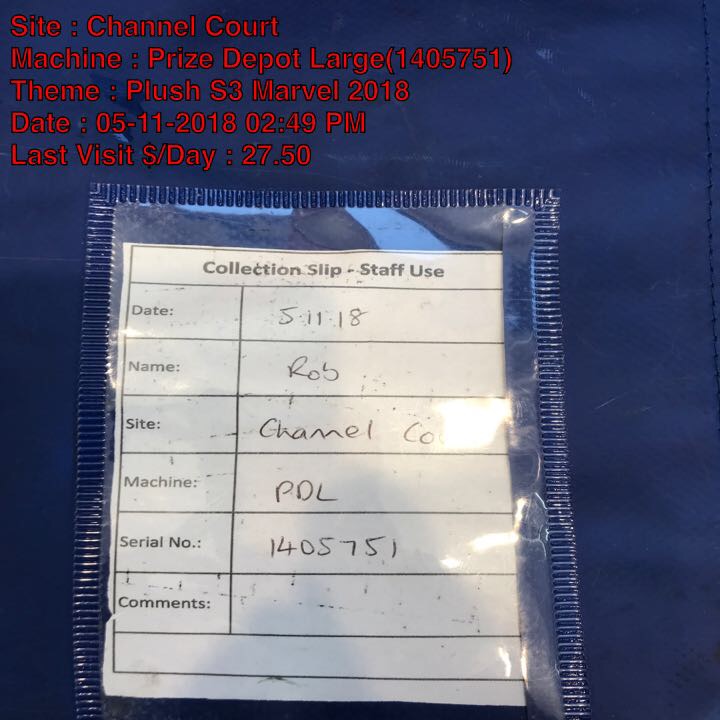 Site : Channel Court
Machine : Prize Depot Large(1405751)
Theme : Plush S3 Marvel 2018
Date : 05-11-2018 02:49 PM
Last Visit $/Day : 27.50
Collection Slip - Staff Use
Date: 5 11 18
Name: Rob
Site: Channel Co
Machine: PDL
Serial No.: 1405751
Comments: